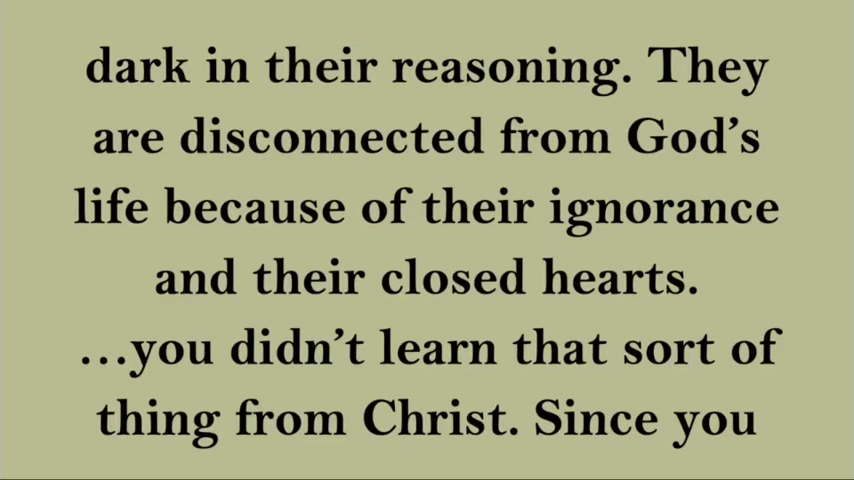 dark in their reasoning. They
are disconnected from God’s
life because of their ignorance
and their closed hearts.
…you didn’t learn that sort of
thing from Christ. Since you